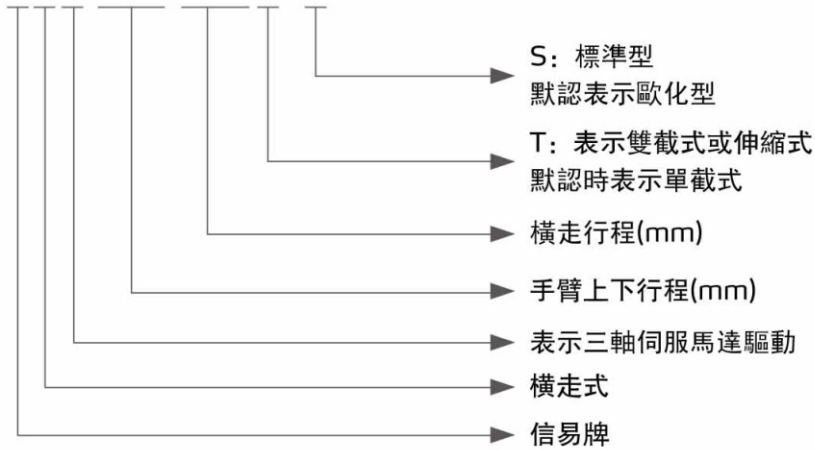 S：標準型
默認表示歐化型
T：表示雙截式或伸縮式
默認時表示單截式
橫走行程(mm)
手臂上下行程(mm)
表示三軸伺服馬達驅動
橫走式
信易牌